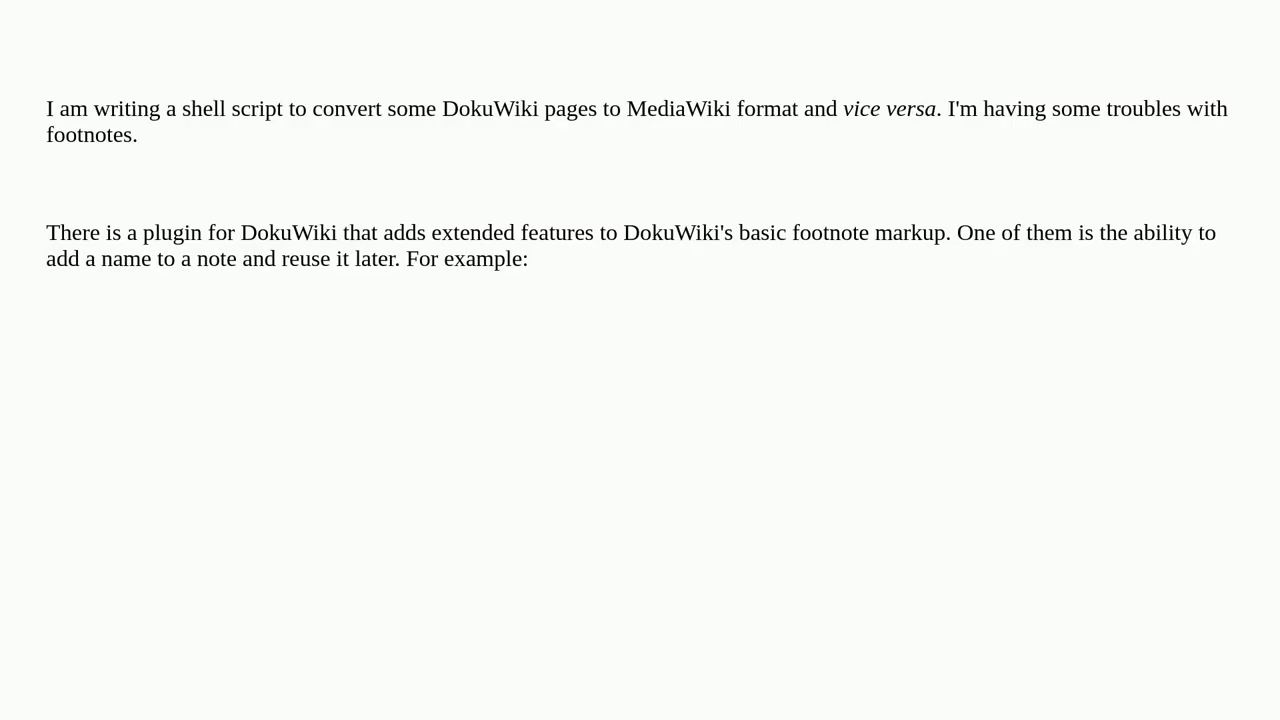 I am writing a shell script to convert some DokuWiki pages to MediaWiki format and vice versa. I'm having some troubles with
footnotes.
There is a plugin for DokuWiki that adds extended features to DokuWiki's basic footnote markup. One of them is the ability to
add a name to a note and reuse it later. For example: